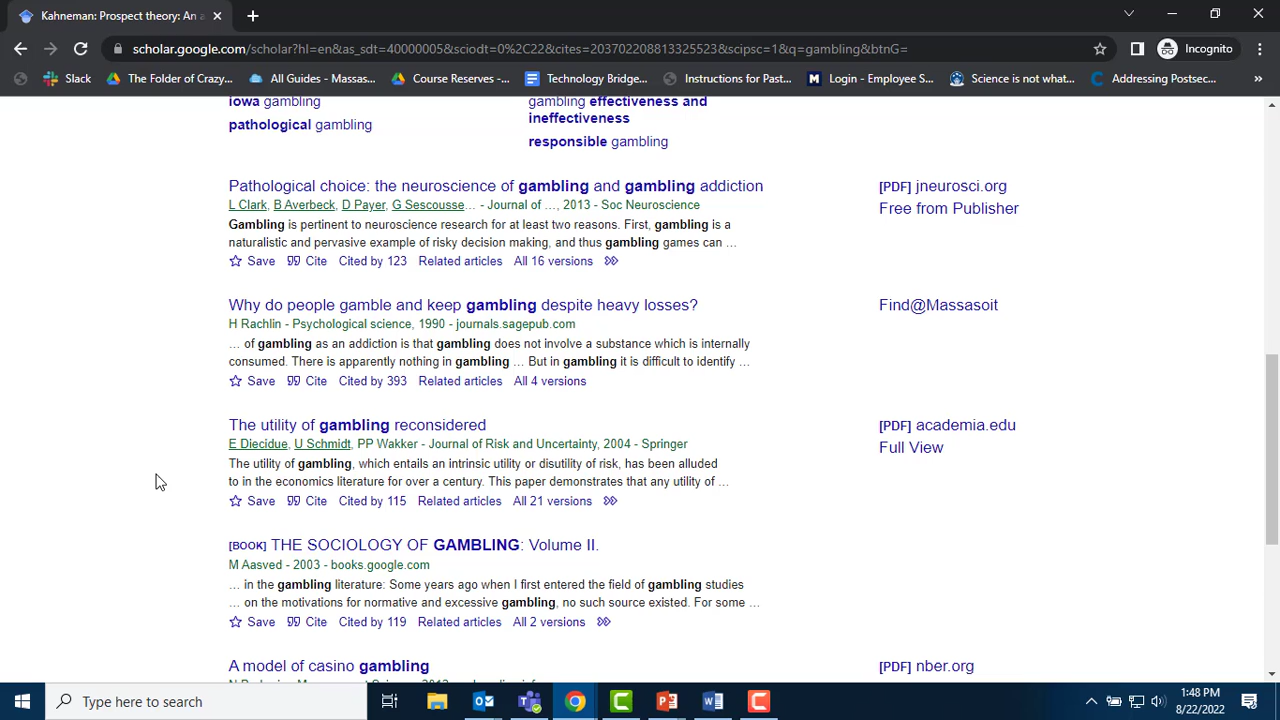 Kahneman: Prospect theory: An a
scholar.google.com/scholar?hl=en&as_sdt=40000005&sciodt=0%2C22&cites=203702208813325523&scipsc=1&q=gambling&btnG=
Incognito
Slack
The Folder of Crazy...
All Guides - Massas...
Course Reserves -...
Technology Bridge...
Instructions for Past...
Login - Employee S...
Science is not what...
Addressing Postsec...
iowa gambling
gambling effectiveness and
ineffectiveness
pathological gambling
responsible gambling
Pathological choice: the neuroscience of gambling and gambling addiction
[PDF] jneurosci.org
L Clark, B Averbeck, D Payer, G Sescousse… - Journal of …, 2013 - Soc Neuroscience
Free from Publisher
Gambling is pertinent to neuroscience research for at least two reasons. First, gambling is a
naturalistic and pervasive example of risky decision making, and thus gambling games can …
Save Cite Cited by 123 Related articles All 16 versions
Why do people gamble and keep gambling despite heavy losses?
Find@Massasoit
H Rachlin - Psychological science, 1990 - journals.sagepub.com
… of gambling as an addiction is that gambling does not involve a substance which is internally
consumed. There is apparently nothing in gambling … But in gambling it is difficult to identify …
Save Cite Cited by 393 Related articles All 4 versions
The utility of gambling reconsidered
[PDF] academia.edu
E Diecidue, U Schmidt, PP Wakker - Journal of Risk and Uncertainty, 2004 - Springer
Full View
The utility of gambling, which entails an intrinsic utility or disutility of risk, has been alluded
to in the economics literature for over a century. This paper demonstrates that any utility of …
Save Cite Cited by 115 Related articles All 21 versions
[BOOK] THE SOCIOLOGY OF GAMBLING: Volume II.
M Aasved - 2003 - books.google.com
… in the gambling literature: Some years ago when I first entered the field of gambling studies
… on the motivations for normative and excessive gambling, no such source existed. For some …
Save Cite Cited by 119 Related articles All 2 versions
A model of casino gambling
[PDF] nber.org
Type here to search
1:48 PM
8/22/2022